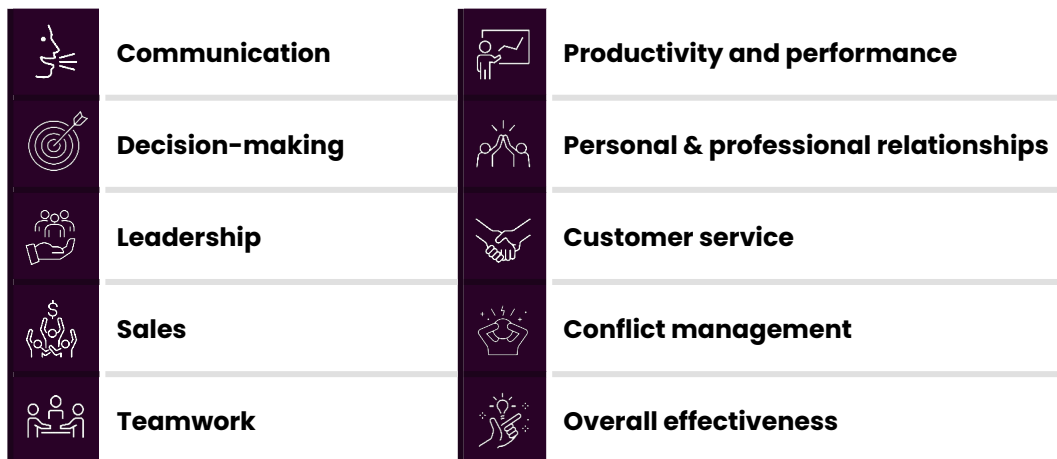 Communication
Decision-making
Leadership
Sales
Teamwork
Productivity and performance
Personal & professional relationships
Customer service
Conflict management
Overall effectiveness